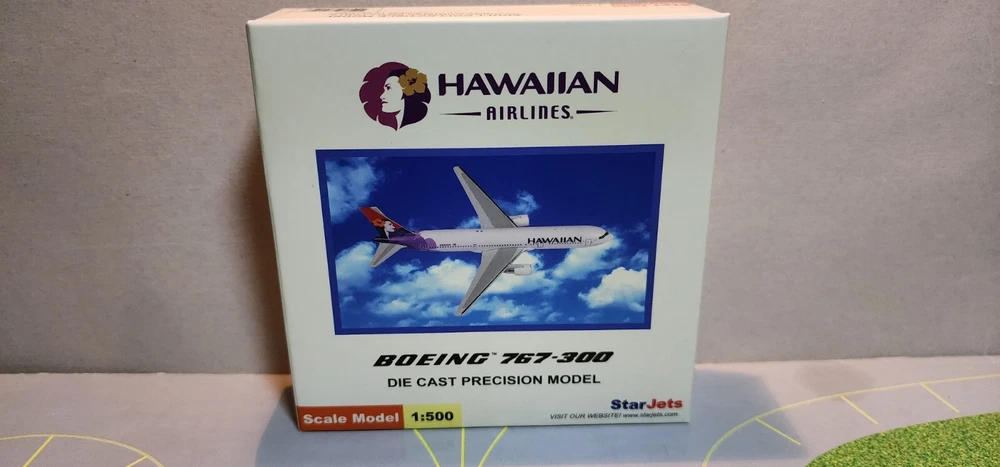 HAWAIIAN
AIRLINES®
HAWAIIAN
BOEING™ 767-300
DIE CAST PRECISION MODEL
Scale Model 1:500
StarJets
VISIT OUR WEBSITE! www.starjets.com